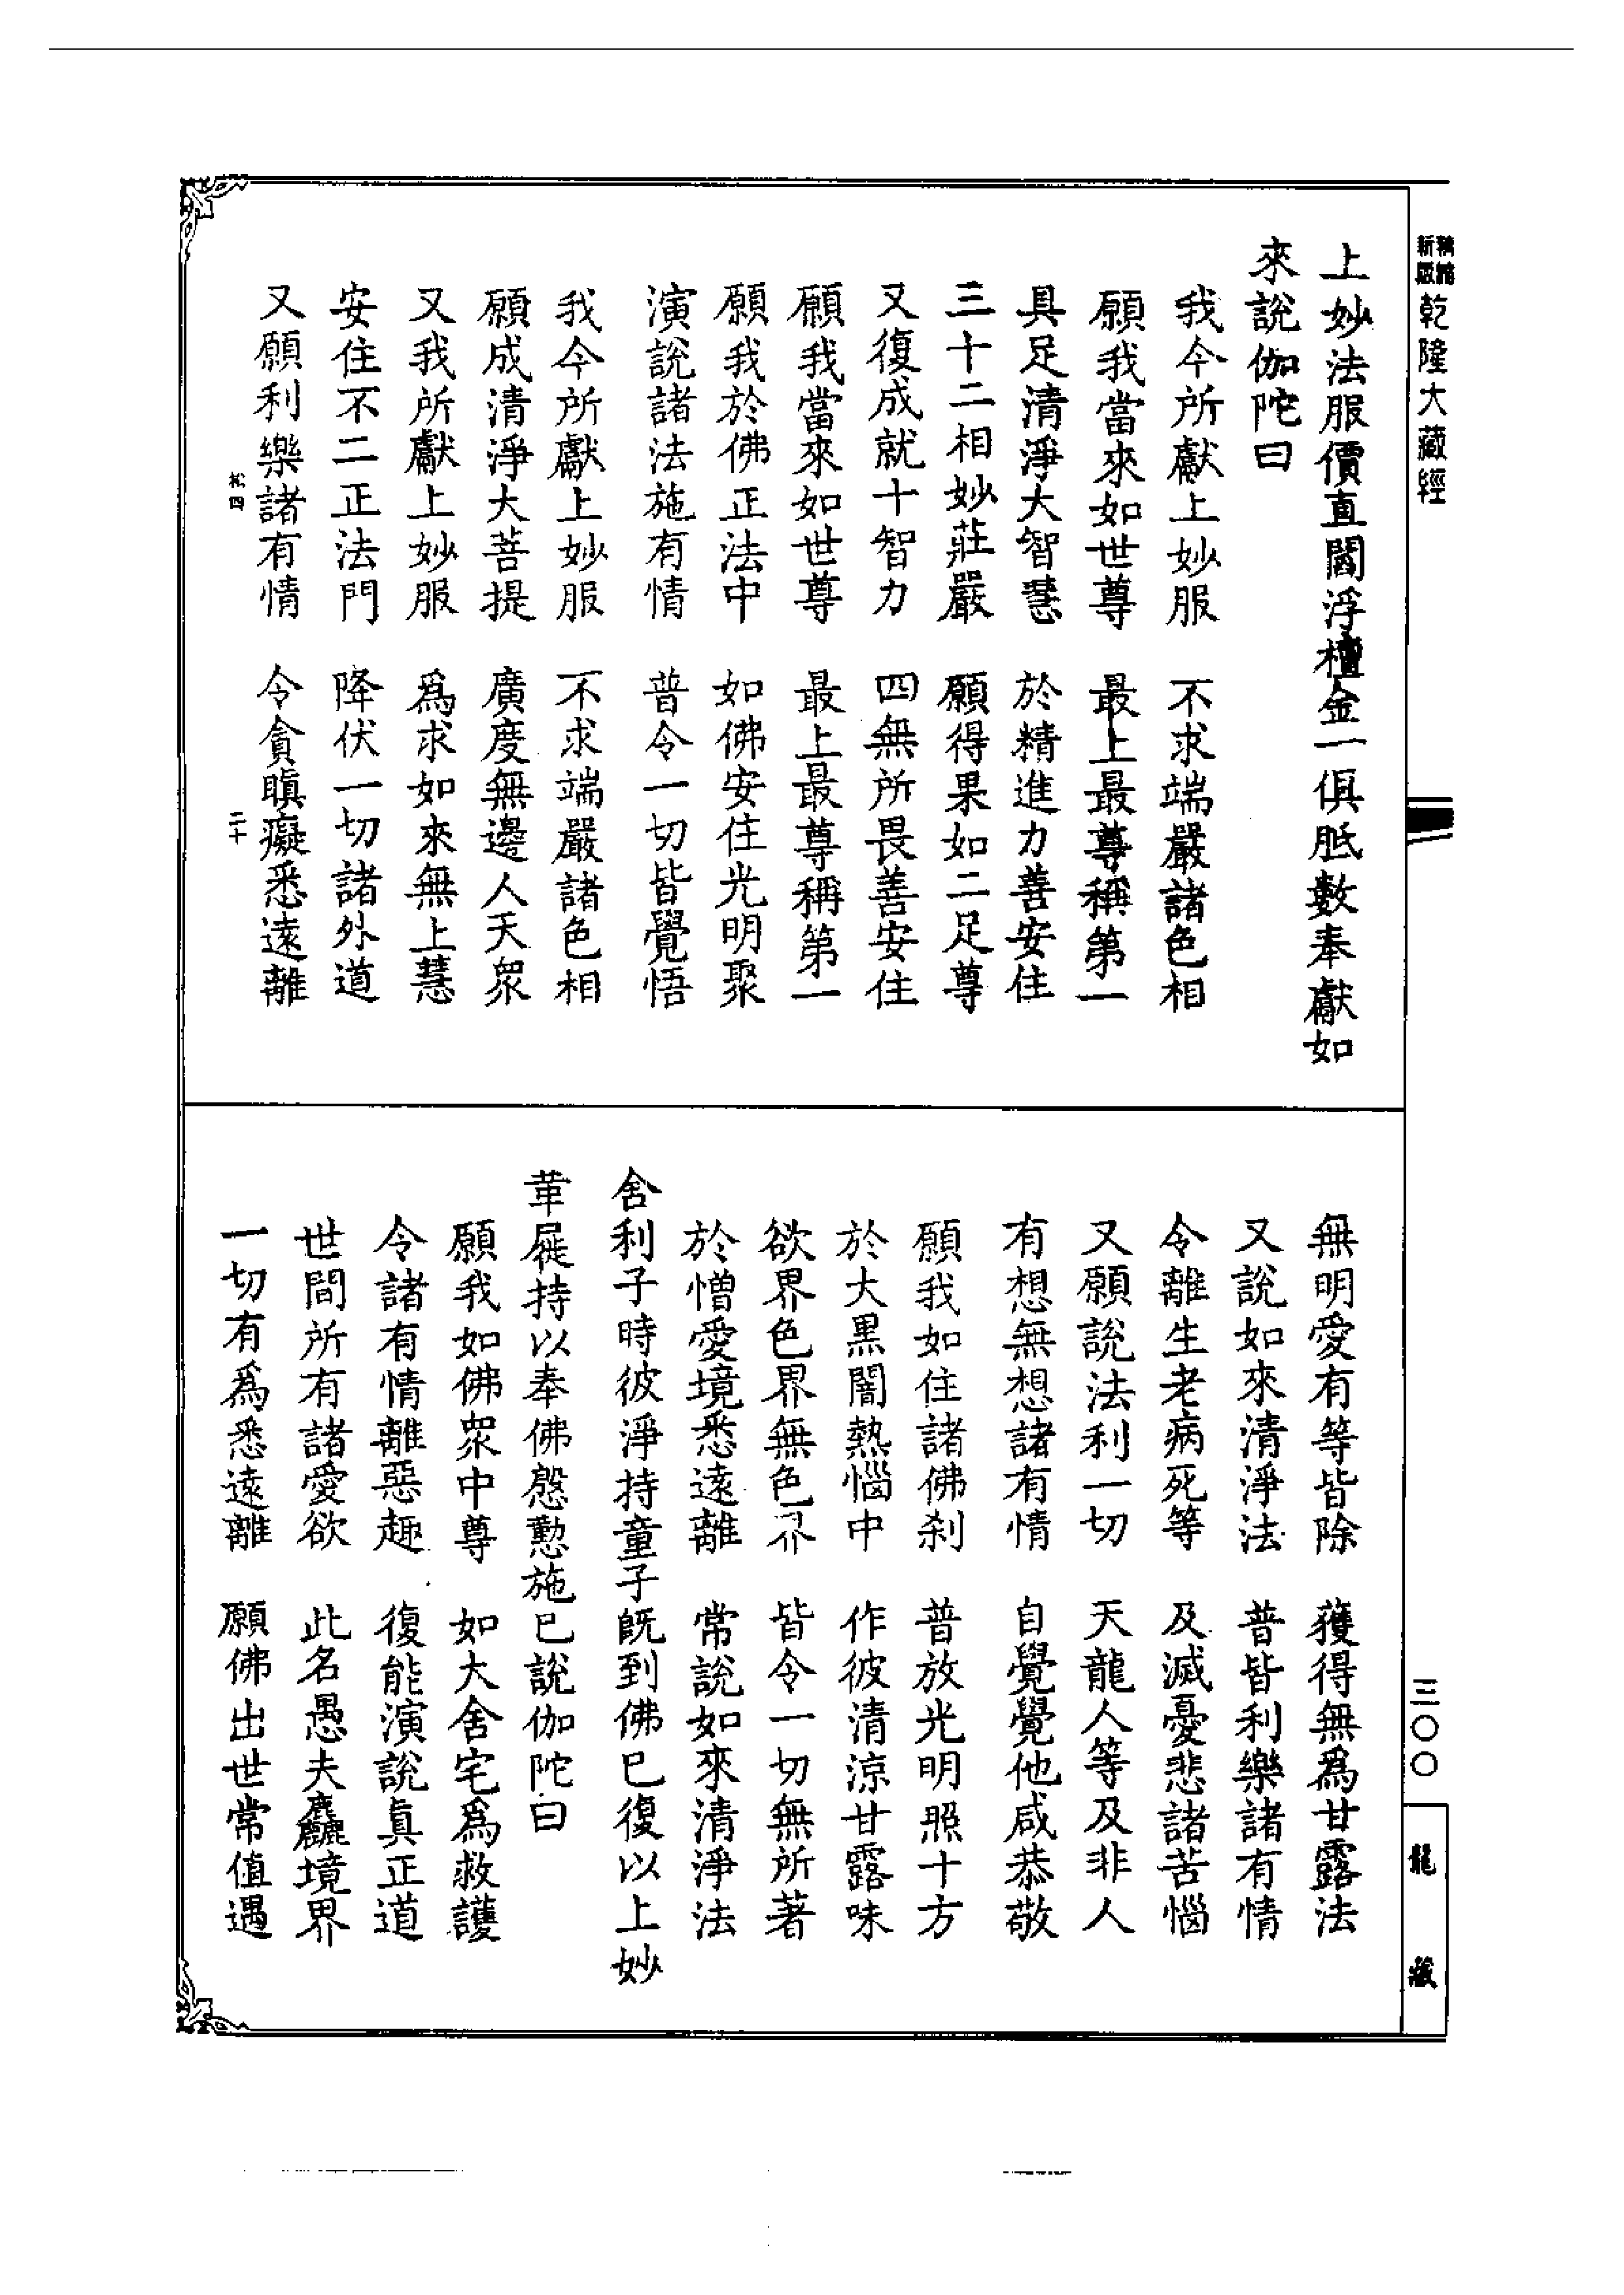 新版 精縮 乾隆大藏經
上妙法服價直閻浮檀金一俱胝數奉獻如
來說伽陀曰
我今所獻上妙服　不求端嚴諸色相
願我當來如世尊　最上最尊稱第一
具足清淨大智慧　於精進力善安住
三十二相妙莊嚴　願得果如二足尊
又復成就十智力　四無所畏善安住
願我當來如世尊　最上最尊稱第一
願我於佛正法中　如佛安住光明聚
演說諸法施有情　普令一切皆覺悟
我今所獻上妙服　不求端嚴諸色相
願成清淨大菩提　廣度無邊人天眾
又我所獻上妙服　爲求如來無上慧
安住不二正法門　降伏一切諸外道
又願利樂諸有情　令貪瞋癡悉遠離
松四　二十
無明愛有等皆除　獲得無爲甘露法
又說如來清淨法　普皆利樂諸有情
令離生老病死等　及滅憂悲諸苦惱
又願說法利一切　天龍人等及非人
有想無想諸有情　自覺覺他咸恭敬
願我如住諸佛刹　普放光明照十方
於大黑闇熱惱中　作彼清涼甘露味
欲界色界無色界　皆令一切無所著
於憎愛境悉遠離　常說如來清淨法
舍利子時彼淨持童子既到佛已復以上妙
革屣持以奉佛慇懃施已說伽陀曰
願我如佛眾中尊　如大舍宅爲救護
令諸有情離惡趣　復能演說真正道
世間所有諸愛欲　此名愚夫麤境界
一切有爲悉遠離　願佛出世常值遇
三〇〇
龍藏